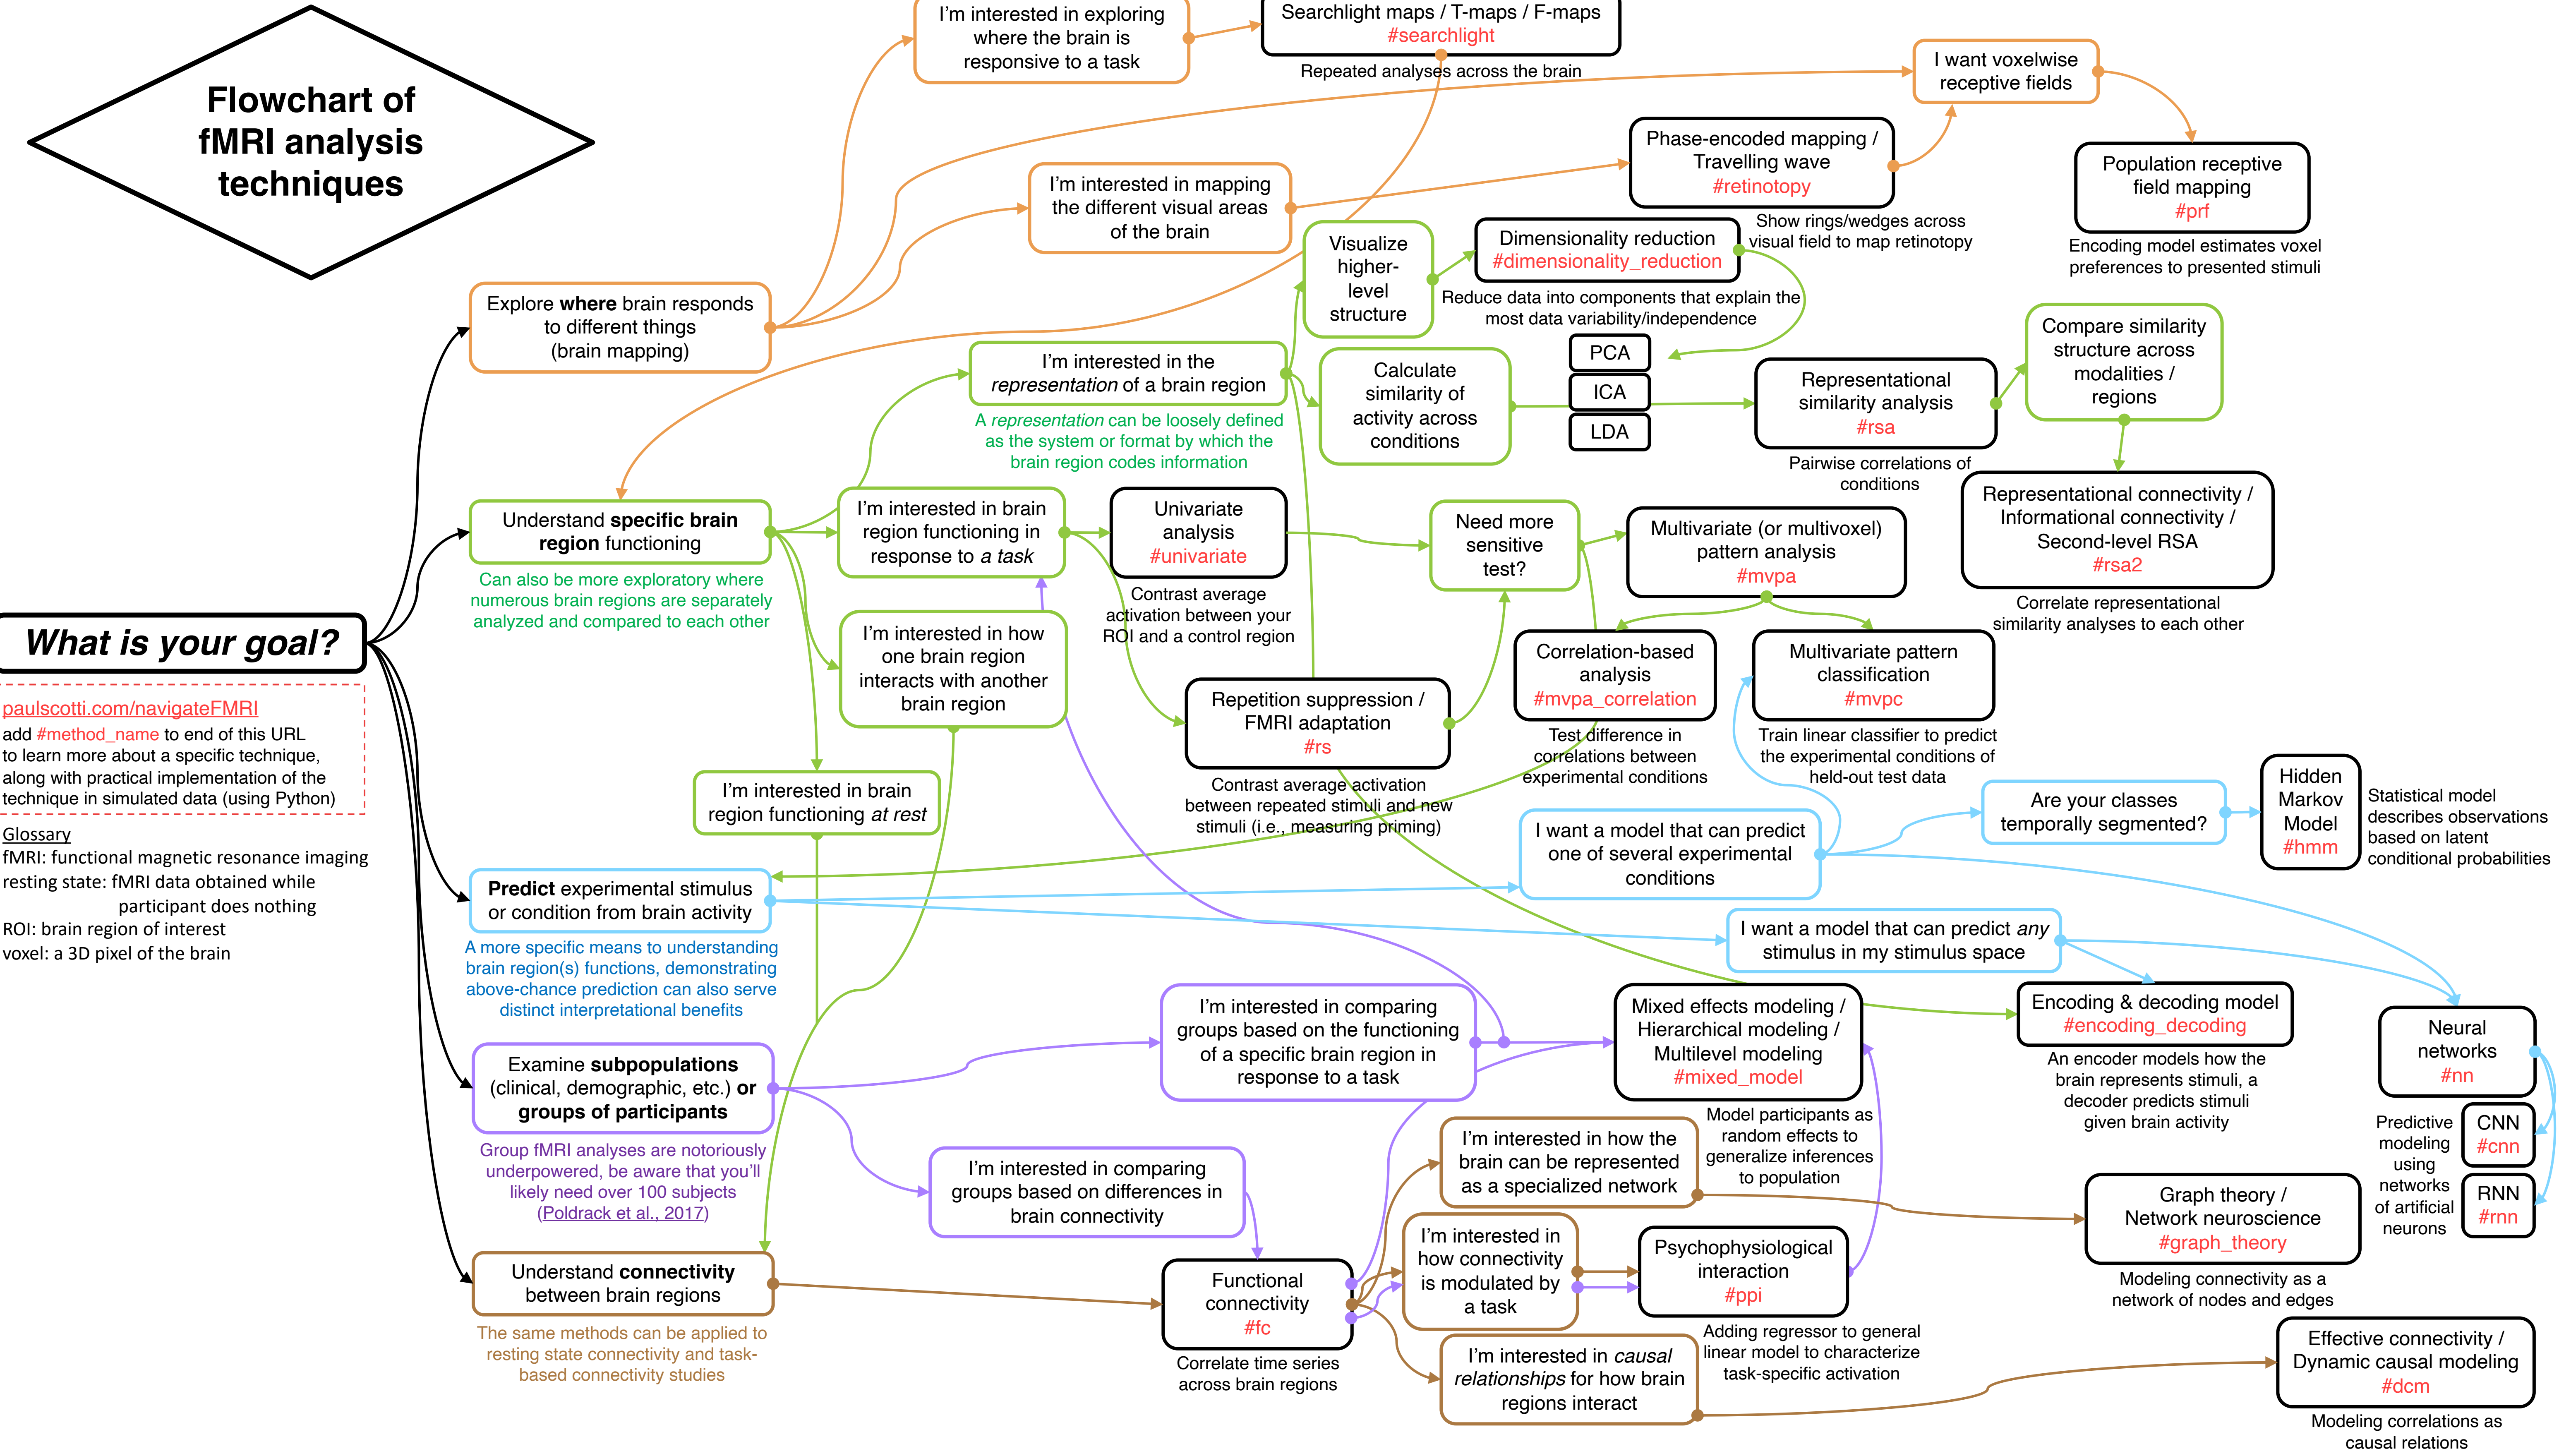 Flowchart of
fMRI analysis
techniques
I'm interested in exploring
where the brain is
responsive to a task
Searchlight maps / T-maps / F-maps
#searchlight
Repeated analyses across the brain
I want voxelwise
receptive fields
Phase-encoded mapping /
Travelling wave
#retinotopy
Show rings/wedges across
visual field to map retinotopy
Population receptive
field mapping
#prf
Encoding model estimates voxel
preferences to presented stimuli
I'm interested in mapping
the different visual areas
of the brain
Explore where brain responds
to different things
(brain mapping)
Visualize
higher-
level
structure
Dimensionality reduction
#dimensionality_reduction
Reduce data into components that explain the
most data variability/independence
PCA
ICA
LDA
I'm interested in the
representation of a brain region
A representation can be loosely defined
as the system or format by which the
brain region codes information
Calculate
similarity of
activity across
conditions
Representational
similarity analysis
#rsa
Pairwise correlations of
conditions
Compare similarity
structure across
modalities /
regions
Representational connectivity /
Informational connectivity /
Second-level RSA
#rsa2
Correlate representational
similarity analyses to each other
Understand specific brain
region functioning
Can also be more exploratory where
numerous brain regions are separately
analyzed and compared to each other
I'm interested in brain
region functioning in
response to a task
Univariate
analysis
#univariate
Contrast average
activation between your
ROI and a control region
Need more
sensitive
test?
Multivariate (or multivoxel)
pattern analysis
#mvpa
I'm interested in how
one brain region
interacts with another
brain region
Repetition suppression /
FMRI adaptation
#rs
Contrast average activation
between repeated stimuli and new
stimuli (i.e., measuring priming)
Correlation-based
analysis
#mvpa_correlation
Test difference in
correlations between
experimental conditions
Multivariate pattern
classification
#mvpc
Train linear classifier to predict
the experimental conditions of
held-out test data
What is your goal?
paulscotti.com/navigateFMRI
add #method_name to end of this URL
to learn more about a specific technique,
along with practical implementation of the
technique in simulated data (using Python)
Glossary
fMRI: functional magnetic resonance imaging
resting state: fMRI data obtained while
participant does nothing
ROI: brain region of interest
voxel: a 3D pixel of the brain
I'm interested in brain
region functioning at rest
Predict experimental stimulus
or condition from brain activity
A more specific means to understanding
brain region(s) functions, demonstrating
above-chance prediction can also serve
distinct interpretational benefits
I want a model that can predict
one of several experimental
conditions
Are your classes
temporally segmented?
Hidden
Markov
Model
#hmm
Statistical model
describes observations
based on latent
conditional probabilities
I want a model that can predict any
stimulus in my stimulus space
Encoding & decoding model
#encoding_decoding
An encoder models how the
brain represents stimuli, a
decoder predicts stimuli
given brain activity
Neural
networks
#nn
Predictive
modeling
using
networks
of artificial
neurons
CNN
#cnn
RNN
#rnn
Examine subpopulations
(clinical, demographic, etc.) or
groups of participants
Group fMRI analyses are notoriously
underpowered, be aware that you'll
likely need over 100 subjects
(Poldrack et al., 2017)
I'm interested in comparing
groups based on the functioning
of a specific brain region in
response to a task
Mixed effects modeling /
Hierarchical modeling /
Multilevel modeling
#mixed_model
Model participants as
random effects to
generalize inferences
to population
I'm interested in comparing
groups based on differences in
brain connectivity
Understand connectivity
between brain regions
The same methods can be applied to
resting state connectivity and task-
based connectivity studies
Functional
connectivity
#fc
Correlate time series
across brain regions
I'm interested in how the
brain can be represented
as a specialized network
I'm interested in
how connectivity
is modulated by
a task
Psychophysiological
interaction
#ppi
Adding regressor to general
linear model to characterize
task-specific activation
I'm interested in causal
relationships for how brain
regions interact
Graph theory /
Network neuroscience
#graph_theory
Modeling connectivity as a
network of nodes and edges
Effective connectivity /
Dynamic causal modeling
#dcm
Modeling correlations as
causal relations